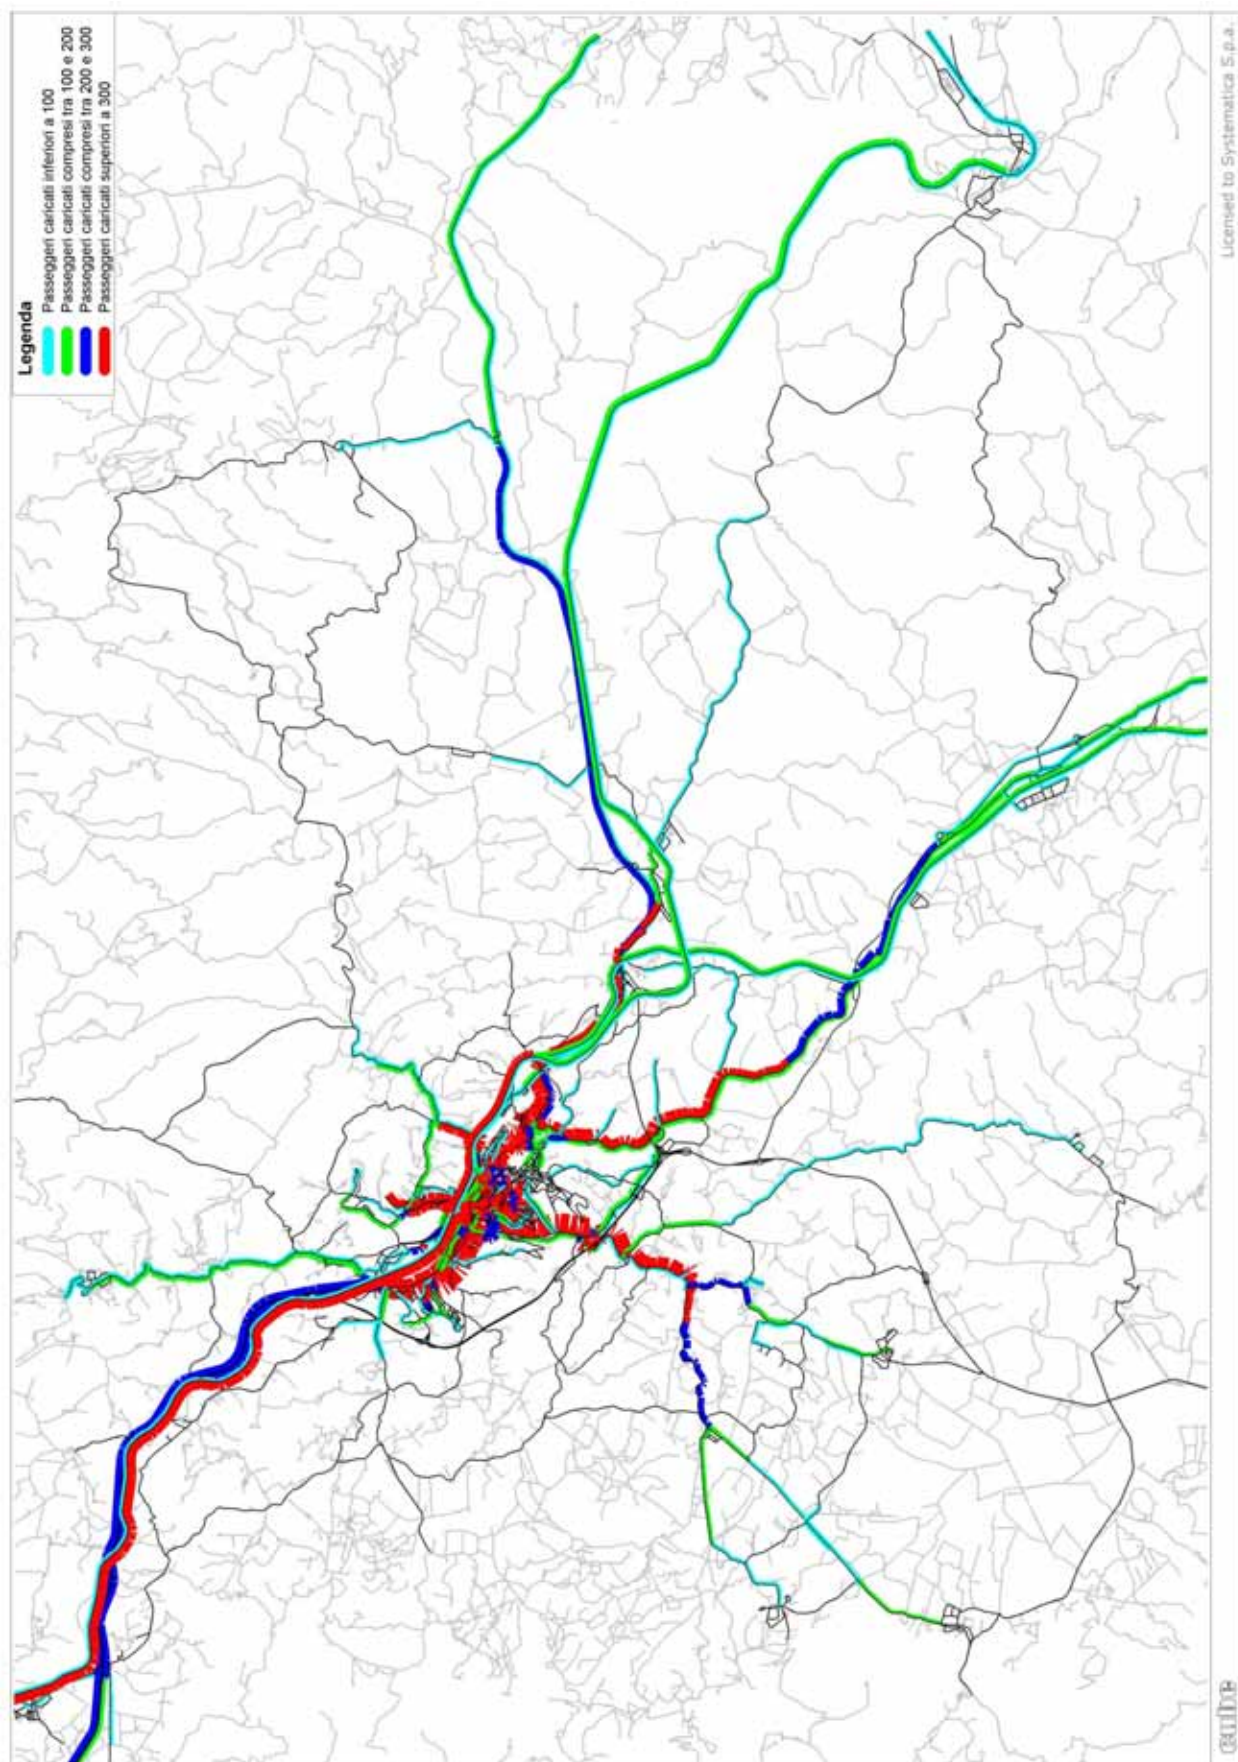 Legenda
Passeggeri caricati inferiori a 100
Passeggeri caricati compresi tra 100 e 200
Passeggeri caricati compresi tra 200 e 300
Passeggeri caricati superiori a 300
Licensed to Systematica S.p.a.
cube